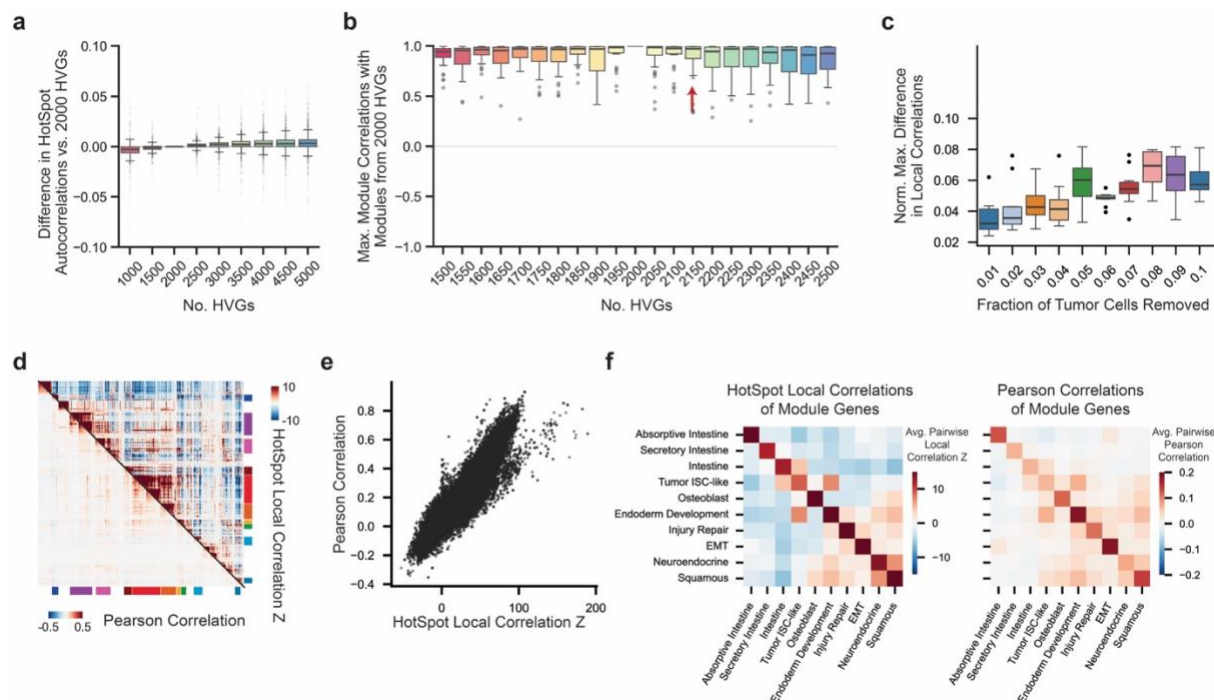 a
Difference in HotSpot
Autocorrelations vs. 2000 HVGs
0.10
0.05
0.00
-0.05
-0.10
1000
1500
2000
2500
3000
3500
4000
4500
5000
No. HVGs
b
Max. Module Correlations with
Modules from 2000 HVGs
1.0
0.5
0.0
-0.5
-1.0
1500
1550
1600
1650
1700
1750
1800
1850
1900
1950
2000
2050
2100
2150
2200
2250
2300
2350
2400
2450
2500
No. HVGs
c
Norm. Max. Difference
in Local Correlations
0.10
0.08
0.06
0.04
0.02
0.01
0.02
0.03
0.04
0.05
0.06
0.07
0.08
0.09
0.1
Fraction of Tumor Cells Removed
d
10
-10
HotSpot Local Correlation Z
-0.5 0.5
Pearson Correlation
e
Pearson Correlation
0.8
0.6
0.4
0.2
0.0
−0.2
−0.4
0 100 200
HotSpot Local Correlation Z
f
HotSpot Local Correlations
of Module Genes
Absorptive Intestine
Secretory Intestine
Intestine
Tumor ISC-like
Osteoblast
Endoderm Development
Injury Repair
EMT
Neuroendocrine
Squamous
Absorptive Intestine
Secretory Intestine
Intestine
Tumor ISC-like
Osteoblast
Endoderm Development
Injury Repair
EMT
Neuroendocrine
Squamous
Avg. Pairwise
Local
Correlation Z
10
0
−10
Pearson Correlations
of Module Genes
Absorptive Intestine
Secretory Intestine
Intestine
Tumor ISC-like
Osteoblast
Endoderm Development
Injury Repair
EMT
Neuroendocrine
Squamous
Avg. Pairwise
Pearson
Correlation
0.2
0.1
0.0
−0.1
−0.2